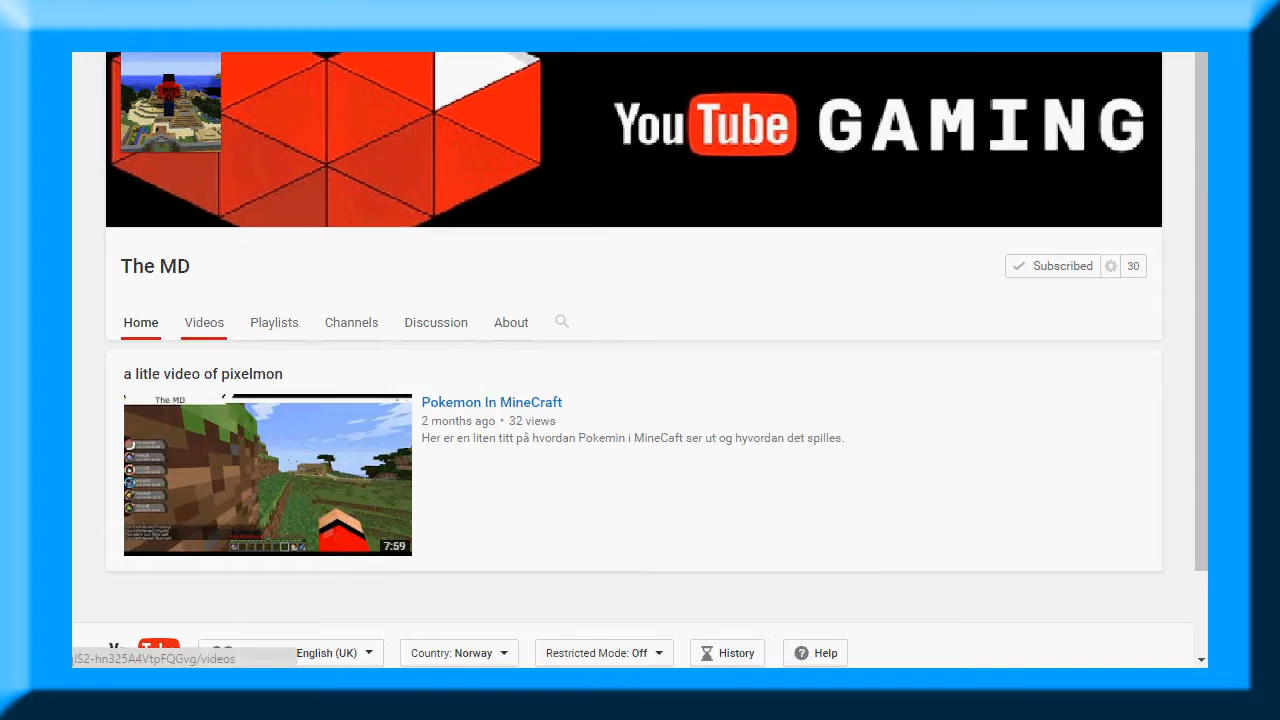 YouTube GAMING
The MD
Subscribed 30
Home Videos Playlists Channels Discussion About
a litle video of pixelmon
The MD
7:59
Pokemon In MineCraft
2 months ago • 32 views
Her er en liten titt på hvordan Pokemin i MineCaft ser ut og hyvordan det spilles.
English (UK) Country: Norway Restricted Mode: Off History Help
IS2-hn325A4VtpFQGvg/videos